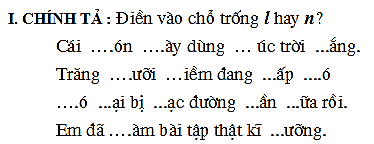 I. CHÍNH TẢ : Điền vào chỗ trống l hay n?
Cái ….ón ….ày dùng … úc trời ...ắng.
Trăng ….ưỡi …iềm đang ...ấp ....ó
….ó ...ại bị ...ạc đường ...ần ...ữa rồi.
Em đã ….àm bài tập thật kĩ ...ưỡng.